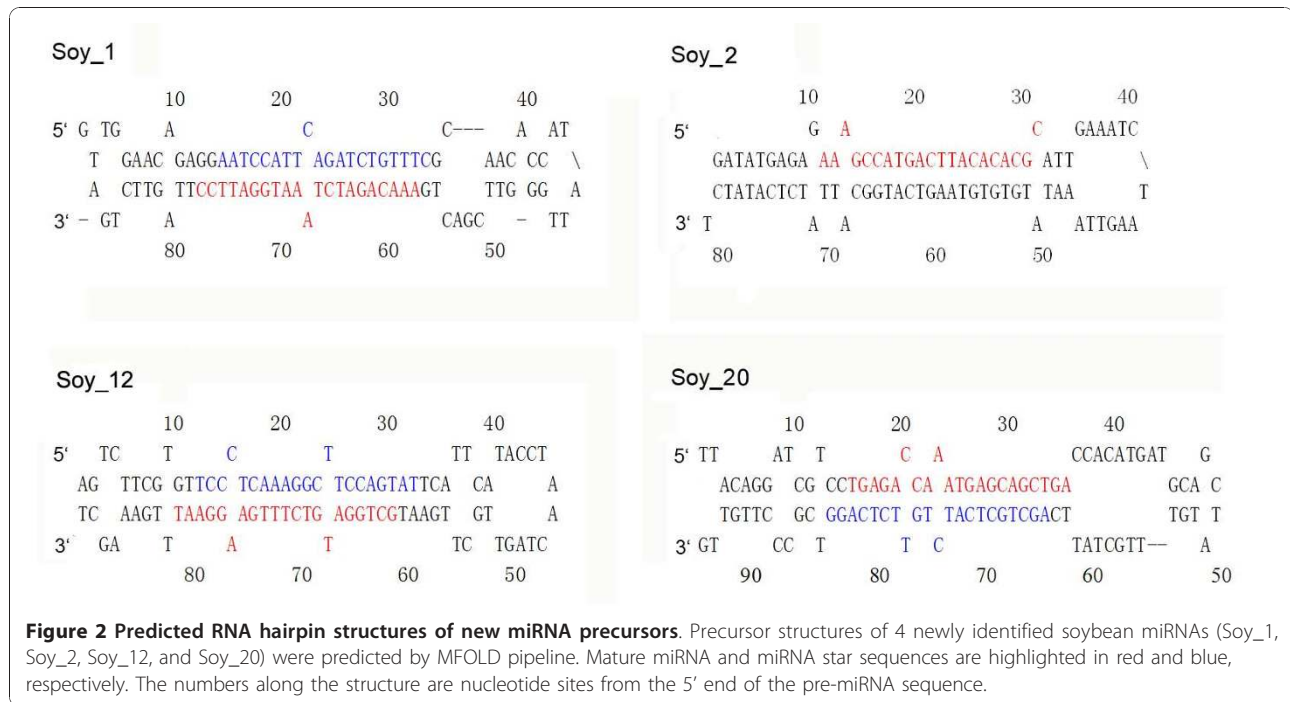 Soy_1
10 20 30 40
5' G TG A C C--- A AT
T GAAC GAGGAATCCATT AGATCTGTTTCG AAC CC \
A CTTG TTCCTTAGGTAA TCTAGACAAAGT TTG GG A
3' - GT A A CAGC - TT
80 70 60 50
Soy_2
10 20 30 40
5' G A C GAAATC
GATATGAGA AA GCCATGACTTACACACG ATT \
CTATACTCT TT CGGTACTGAATGTGTGT TAA T
3' T A A A ATTGAA
80 70 60 50
Soy_12
10 20 30 40
5' TC T C T TT TACCT
AG TTCGG GTTCC TCAAAGGC TCCAGTATTCA CA A
TC AAGT TAAGG AGTTTCTG AGGTCGTAAGT GT A
3' GA T A T TC TGATC
80 70 60 50
Soy_20
10 20 30 40
5' TT AT T C A CCACATGAT G
ACAGG CG CCTGAGA CA ATGAGCAGCTGA GCA C
TGTTC GC GGACTCT GT TACTCGTCGACT TGT T
3' GT CC T T C TATCGTT-- A
90 80 70 60 50
Figure 2 Predicted RNA hairpin structures of new miRNA precursors. Precursor structures of 4 newly identified soybean miRNAs (Soy_1,
Soy_2, Soy_12, and Soy_20) were predicted by MFOLD pipeline. Mature miRNA and miRNA star sequences are highlighted in red and blue,
respectively. The numbers along the structure are nucleotide sites from the 5' end of the pre-miRNA sequence.